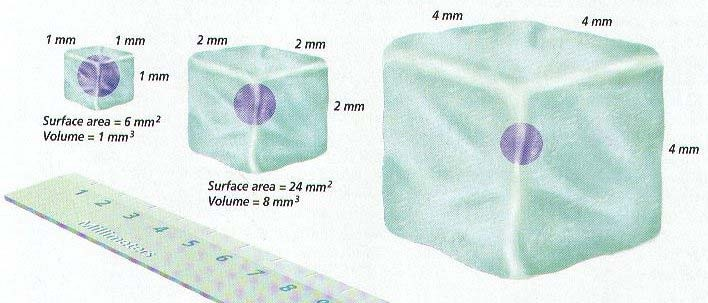 1 mm 1 mm
1 mm
Surface area = 6 mm²
Volume = 1 mm³
2 mm 2 mm
2 mm
Surface area = 24 mm²
Volume = 8 mm³
4 mm 4 mm
4 mm
1 2 3 4 5 6 7 8
Millimeters